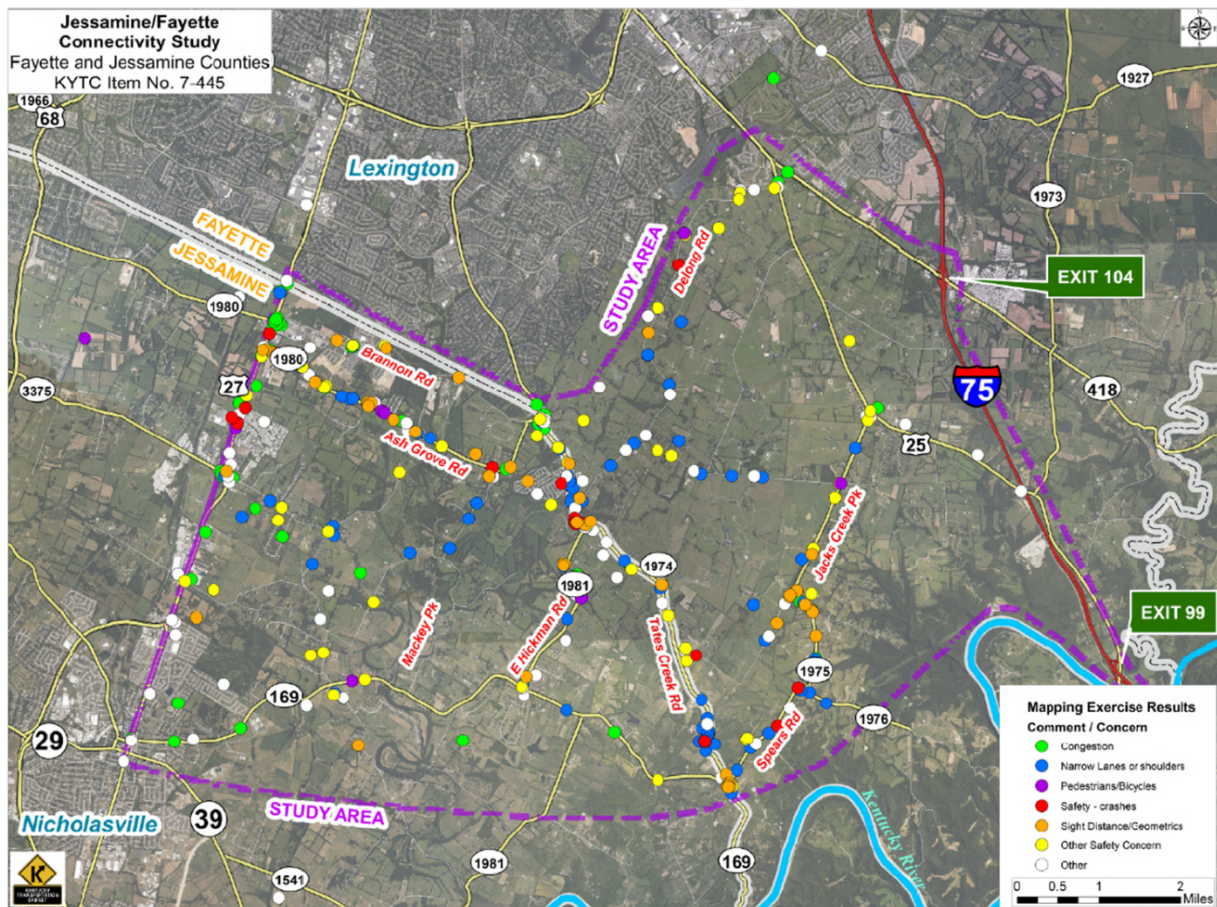 Jessamine/Fayette
Connectivity Study
Fayette and Jessamine Counties
KYTC Item No. 7-445
N
1966
68
1927
Lexington
1973
FAYETTE
JESSAMINE
STUDY AREA
Delong Rd
EXIT 104
1980
1980
Brannon Rd
27
75
418
3375
Ash Grove Rd
25
Jacks Creek Pk
1974
1981
E Hickman Rd
Mackey Pk
Tates Creek Rd
EXIT 99
1975
169
1976
Spears Rd
29
STUDY AREA
Nicholasville
39
Kentucky River
1981
169
1541
KENTUCKY
TRANSPORTATION
CABINET
Mapping Exercise Results
Comment / Concern
Congestion
Narrow Lanes or shoulders
Pedestrians/Bicycles
Safety - crashes
Sight Distance/Geometrics
Other Safety Concern
Other
0 0.5 1 2
Miles